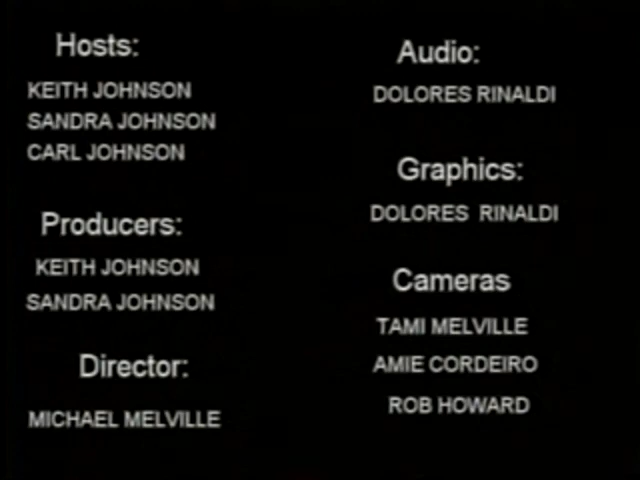 Hosts:
KEITH JOHNSON
SANDRA JOHNSON
CARL JOHNSON
Producers:
KEITH JOHNSON
SANDRA JOHNSON
Director:
MICHAEL MELVILLE
Audio:
DOLORES RINALDI
Graphics:
DOLORES RINALDI
Cameras
TAMI MELVILLE
AMIE CORDEIRO
ROB HOWARD